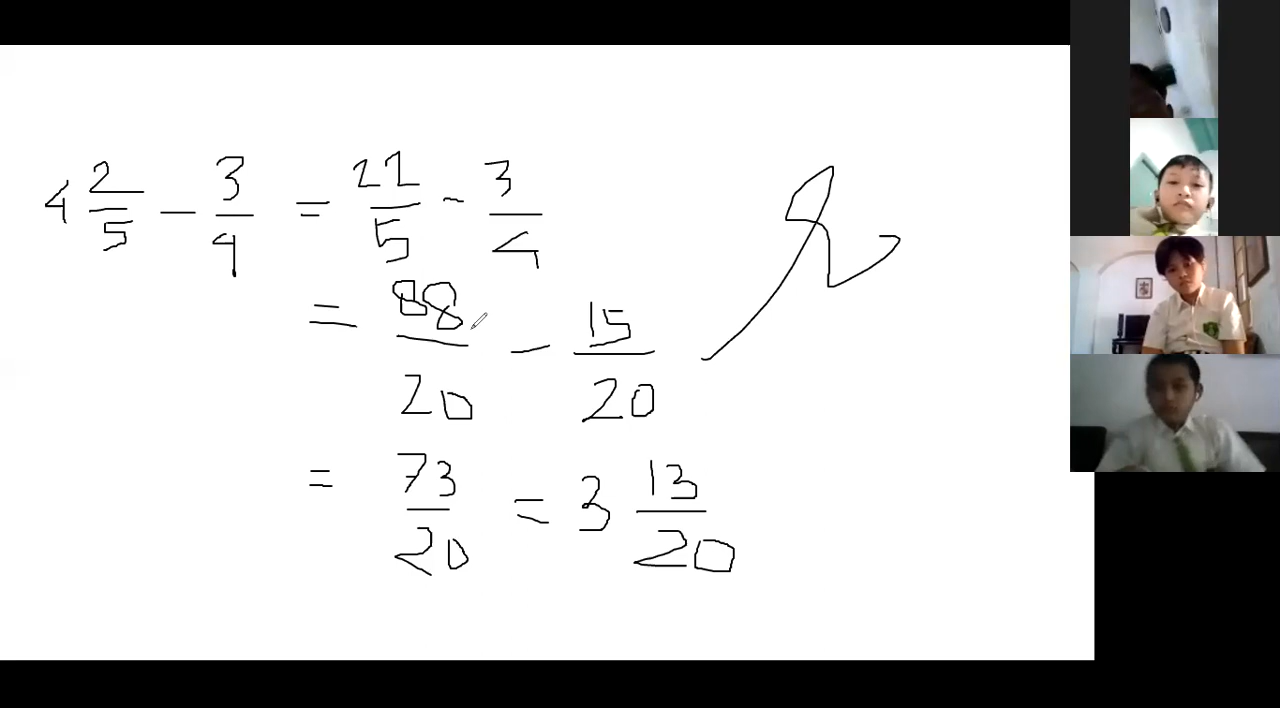 4 2/5 - 3/4 = 22/5 - 3/4
= 88/20 - 15/20
= 73/20 = 3 13/20